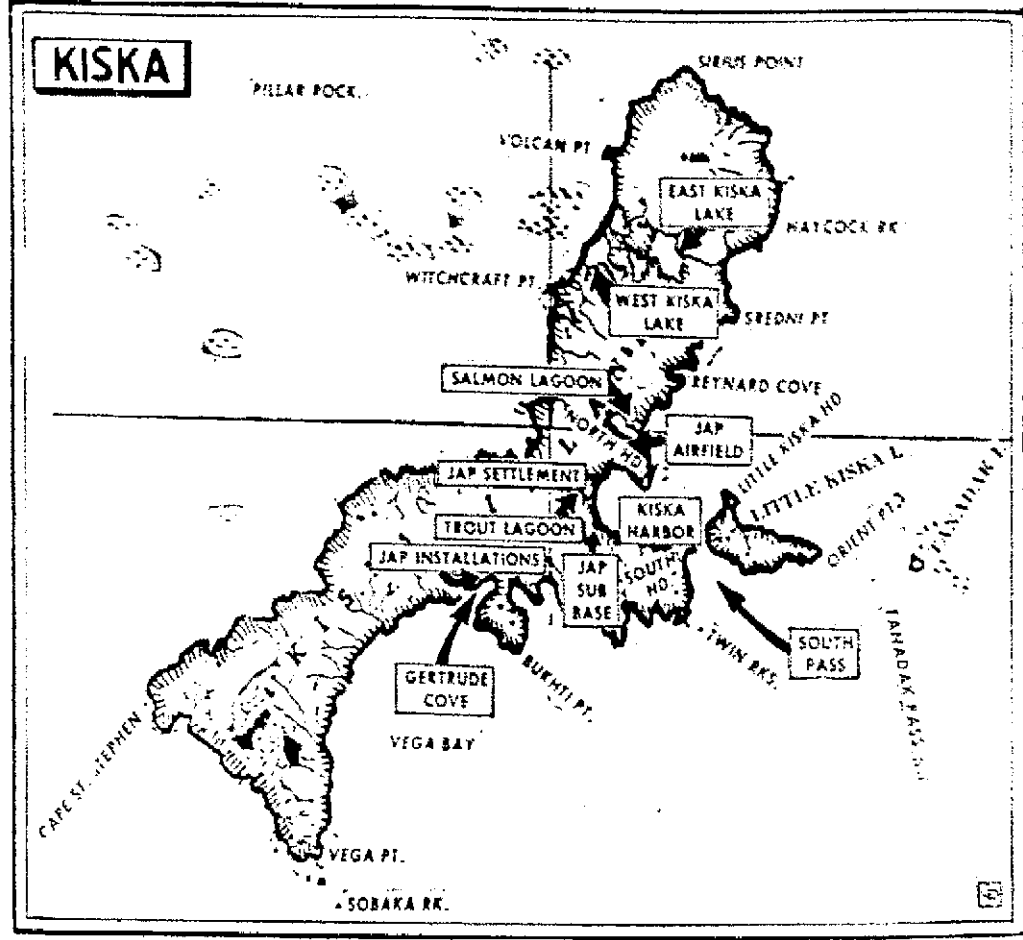 KISKA
SIRIUS POINT
PILLAR ROCK.
VOLCAN PT
EAST KISKA
LAKE
HAYCOCK RK
WITCHCRAFT PT.
WEST KISKA
LAKE
SREDNI PT
SALMON LAGOON
REYNARD COVE
NORTH HD.
JAP
AIRFIELD
LITTLE KISKA HD
JAP SETTLEMENT
LITTLE KISKA I.
KISKA
HARBOR
TROUT LAGOON
ORIENT PT.
TANADAK I.
JAP INSTALLATIONS
JAP
SUB
BASE
SOUTH
HD.
TWIN RKS.
SOUTH
PASS
TANADAK PASS
GERTRUDE
COVE
BUKHTI PT.
VEGA BAY
CAPE ST. STEPHEN
VEGA PT.
SOBAKA RK.